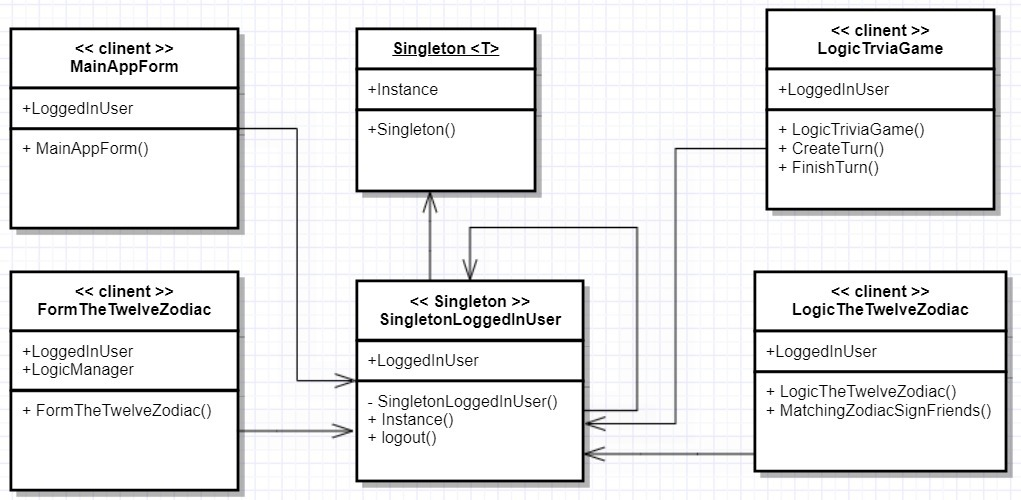 << clinent >>
MainAppForm
+LoggedInUser
+ MainAppForm()
Singleton <T>
+Instance
+Singleton()
<< clinent >>
LogicTrviaGame
+LoggedInUser
+ LogicTriviaGame()
+ CreateTurn()
+ FinishTurn()
<< clinent >>
FormTheTwelveZodiac
+LoggedInUser
+LogicManager
+ FormTheTwelveZodiac()
<< Singleton >>
SingletonLoggedInUser
+LoggedInUser
- SingletonLoggedInUser()
+ Instance()
+ logout()
<< clinent >>
LogicTheTwelveZodiac
+LoggedInUser
+ LogicTheTwelveZodiac()
+ MatchingZodiacSignFriends()